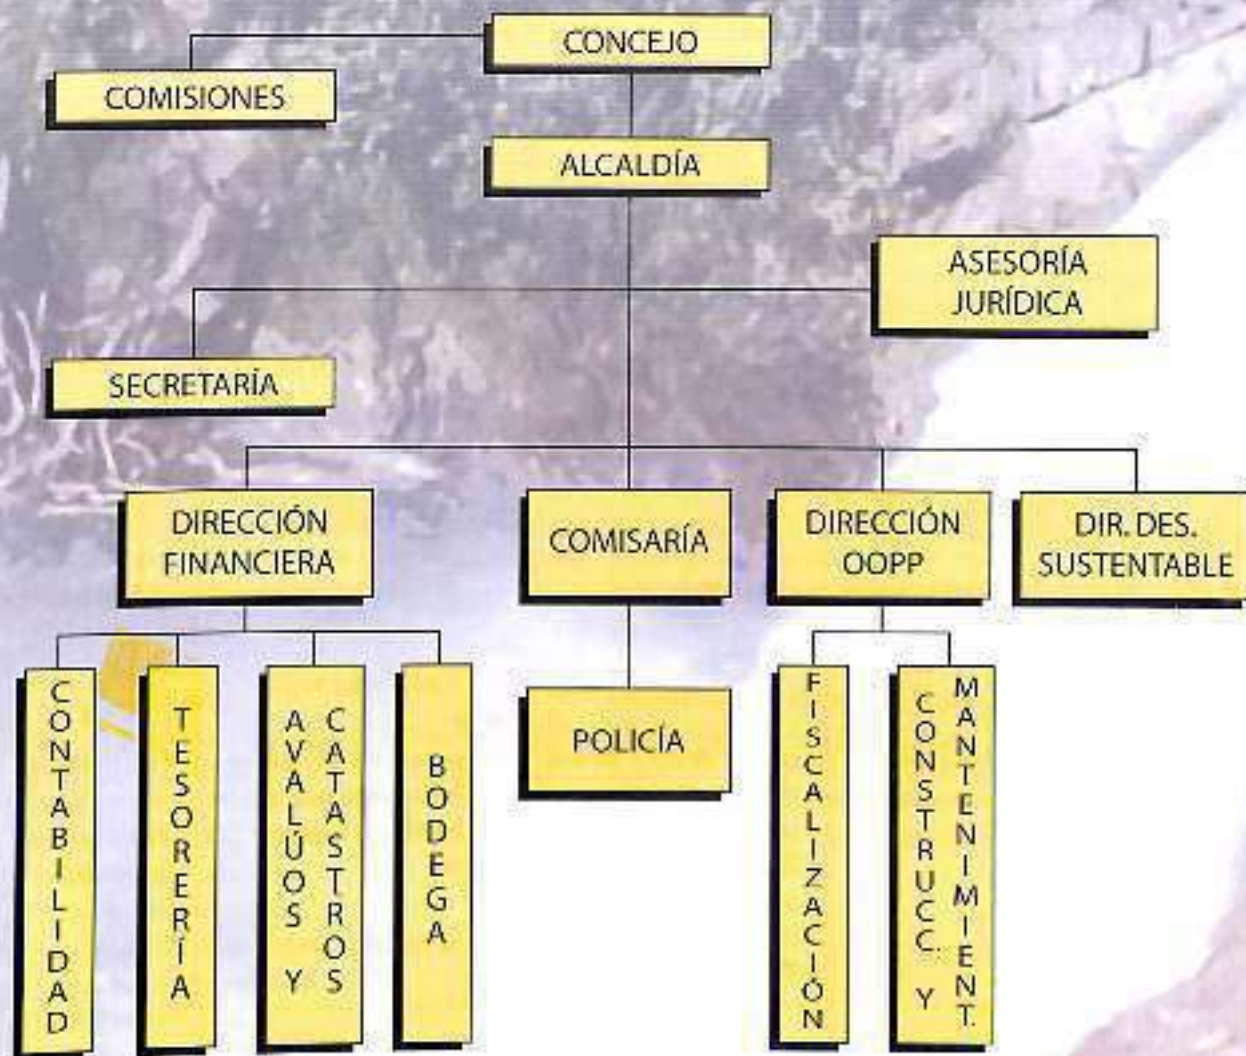 CONCEJO
COMISIONES
ALCALDÍA
ASESORÍA
JURÍDICA
SECRETARÍA
DIRECCIÓN
FINANCIERA
COMISARÍA
DIRECCIÓN
OOPP
DIR. DES.
SUSTENTABLE
CONTABILIDAD
TESORERÍA
AVALÚOS Y
CATASTROS
BODEGA
POLICÍA
FISCALIZACIÓN
CONSTRUCC. Y
MANTENIMIENT.